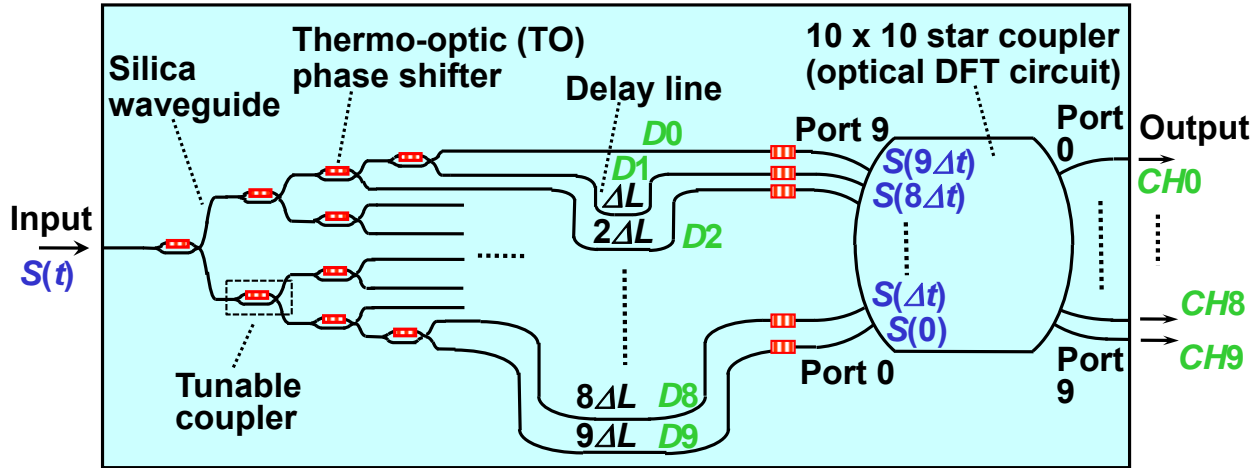 Thermo-optic (TO)
phase shifter
10 x 10 star coupler
(optical DFT circuit)
Silica
waveguide
Delay line
Port 9
Port
0
Output
D0
D1
ΔL
2ΔL
D2
S(9Δt)
S(8Δt)
CH0
Input
S(t)
S(Δt)
S(0)
CH8
CH9
Tunable
coupler
8ΔL
D8
9ΔL
D9
Port 0
Port
9